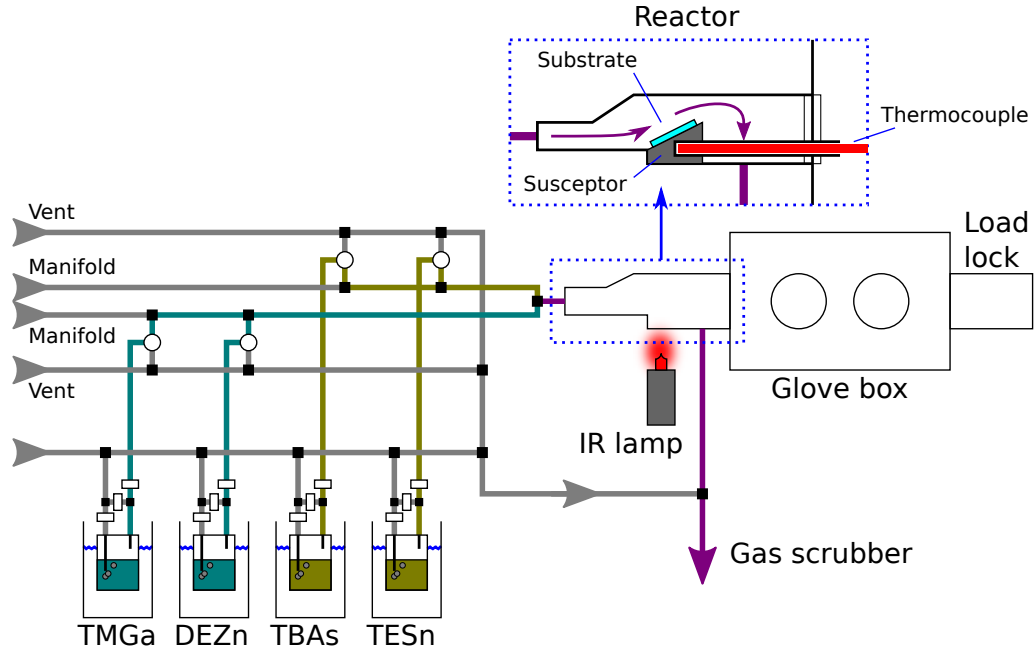 Reactor
Substrate
Thermocouple
Susceptor
Vent
Manifold
Manifold
Vent
Load
lock
Glove box
IR lamp
Gas scrubber
TMGa
DEZn
TBAs
TESn